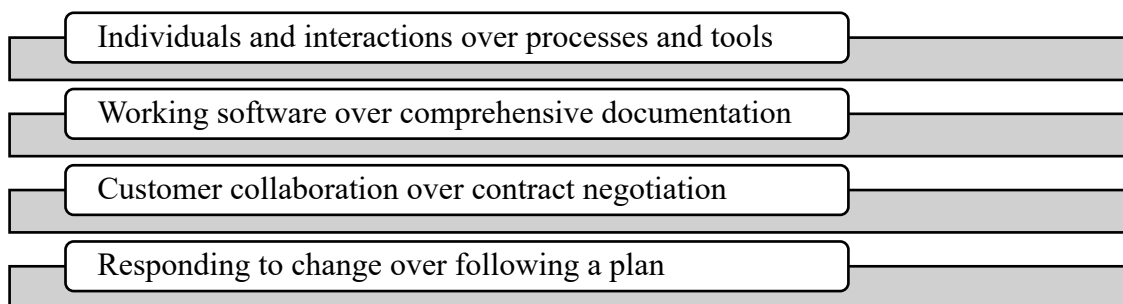 Individuals and interactions over processes and tools
Working software over comprehensive documentation
Customer collaboration over contract negotiation
Responding to change over following a plan